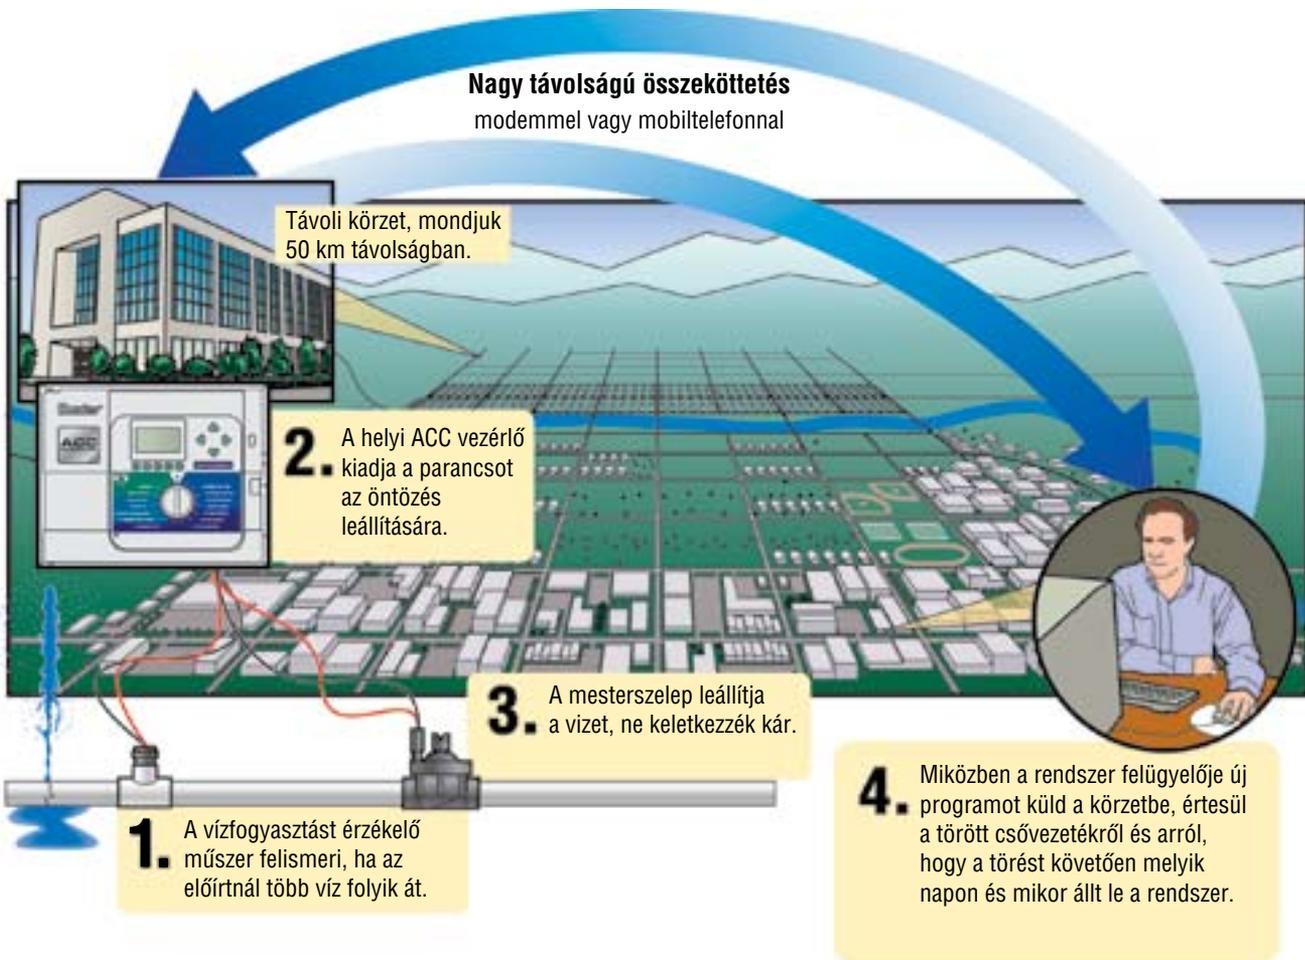 Nagy távolságú összeköttetés
modemmel vagy mobiltelefonnal
Távoli körzet, mondjuk
50 km távolságban.
Hunter
ACC
2. A helyi ACC vezérlő
kiadja a parancsot
az öntözés
leállítására.
3. A mesterszelep leállítja
a vizet, ne keletkezzék kár.
1. A vízfogyasztást érzékelő
műszer felismeri, ha az
előírtnál több víz folyik át.
4. Miközben a rendszer felügyelője új
programot küld a körzetbe, értesül
a törött csővezetékről és arról,
hogy a törést követően melyik
napon és mikor állt le a rendszer.